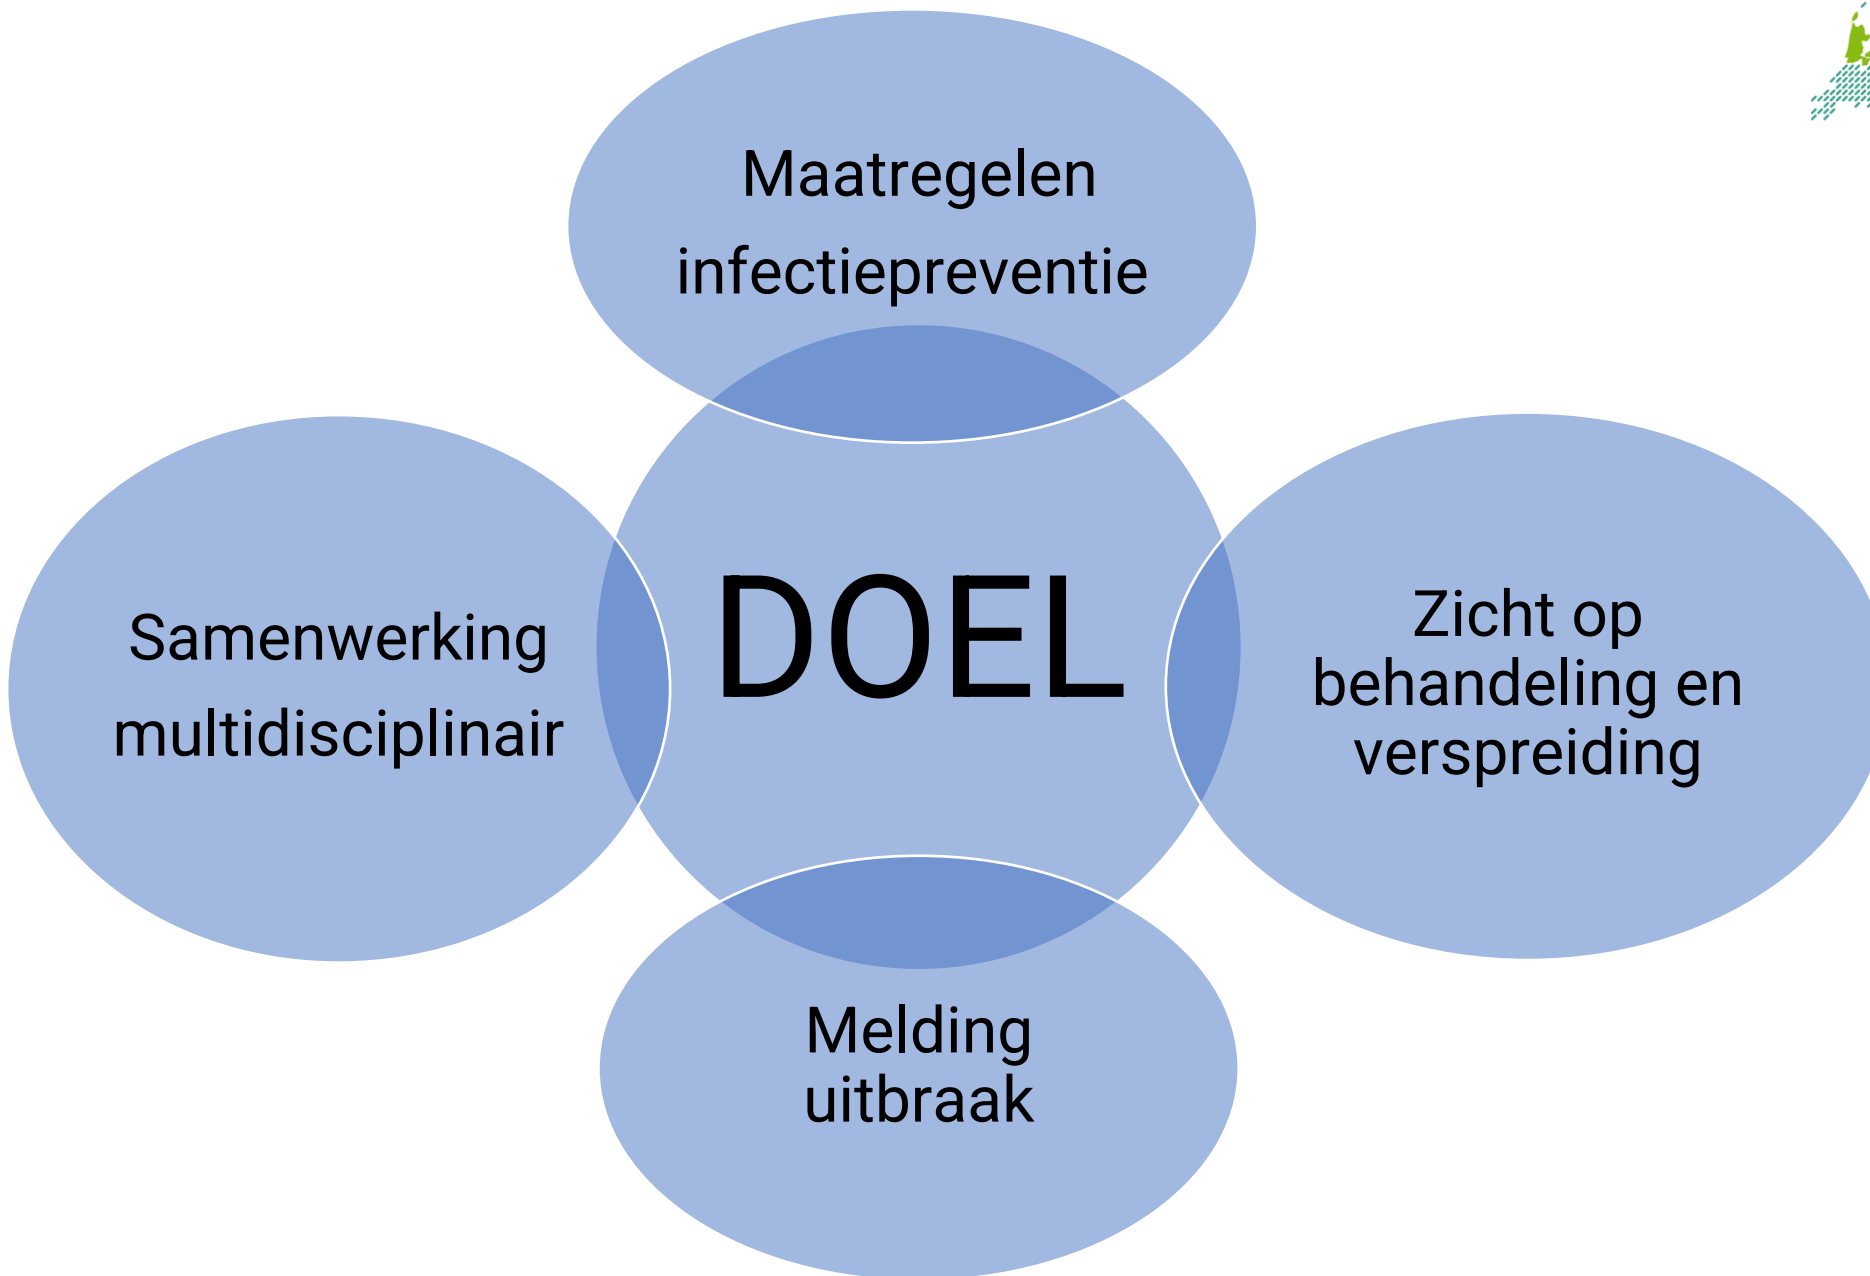 Maatregelen
infectiepreventie
Samenwerking
multidisciplinair
DOEL
Zicht op
behandeling en
verspreiding
Melding
uitbraak